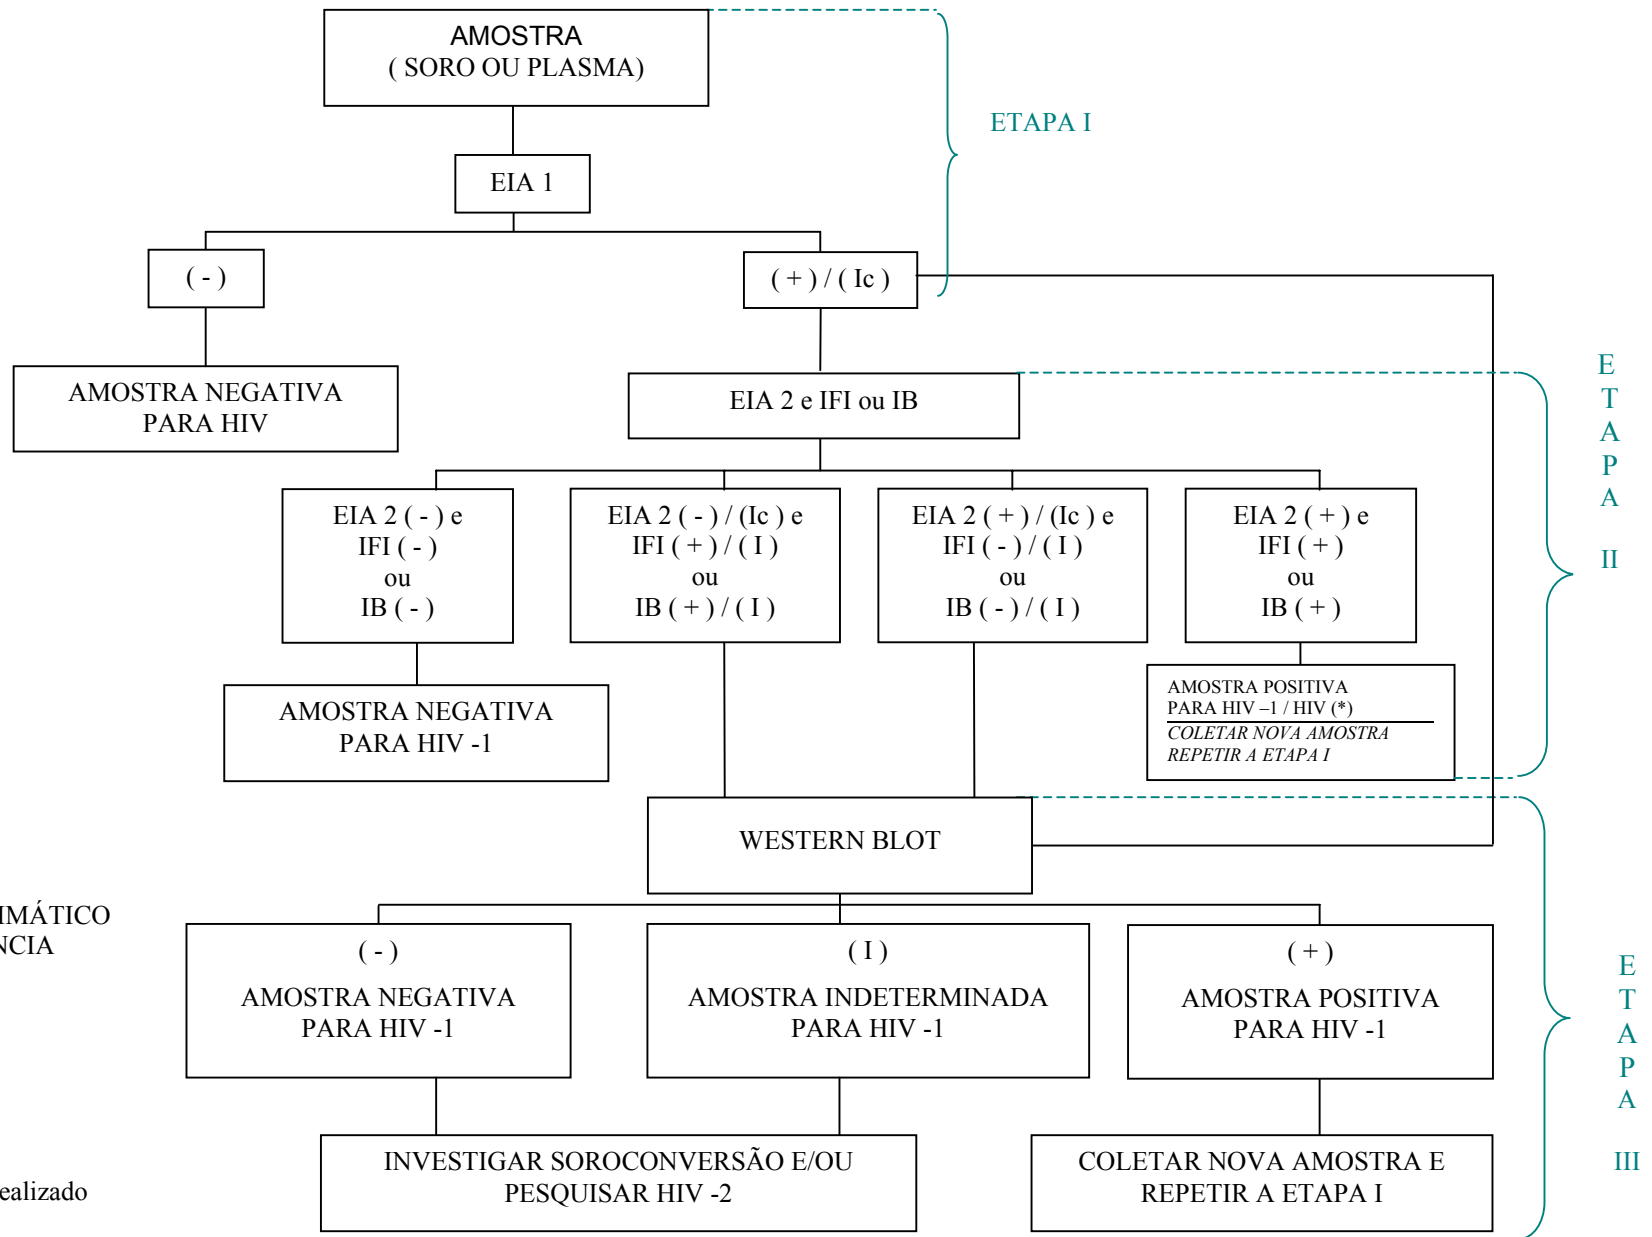 AMOSTRA
( SORO OU PLASMA)
ETAPA I
EIA 1
( - )
( + ) / ( Ic )
AMOSTRA NEGATIVA
PARA HIV
EIA 2 e IFI ou IB
ETAPA II
EIA 2 ( - ) e
IFI ( - )
ou
IB ( - )
EIA 2 ( - ) / (Ic ) e
IFI ( + ) / ( I )
ou
IB ( + ) / ( I )
EIA 2 ( + ) / (Ic ) e
IFI ( - ) / ( I )
ou
IB ( - ) / ( I )
EIA 2 ( + ) e
IFI ( + )
ou
IB ( + )
AMOSTRA NEGATIVA
PARA HIV -1
AMOSTRA POSITIVA
PARA HIV –1 / HIV (*)
COLETAR NOVA AMOSTRA
REPETIR A ETAPA I
WESTERN BLOT
IMÁTICO
NCIA
( - )
AMOSTRA NEGATIVA
PARA HIV -1
( I )
AMOSTRA INDETERMINADA
PARA HIV -1
( + )
AMOSTRA POSITIVA
PARA HIV -1
ETAPA III
INVESTIGAR SOROCONVERSÃO E/OU
PESQUISAR HIV -2
COLETAR NOVA AMOSTRA E
REPETIR A ETAPA I
ealizado